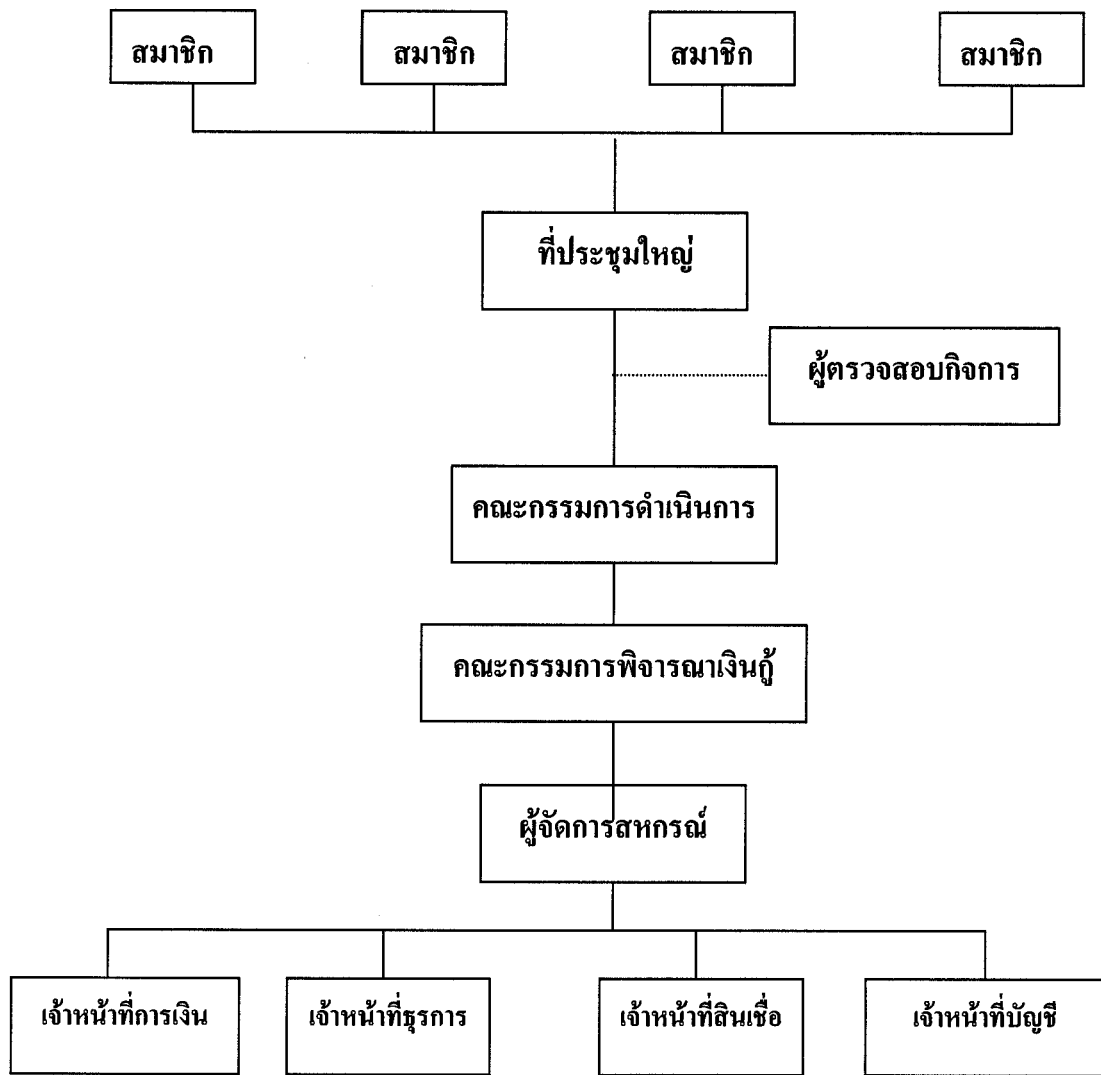 สมาชิก
สมาชิก
สมาชิก
สมาชิก
ที่ประชุมใหญ่
ผู้ตรวจสอบกิจการ
คณะกรรมการดำเนินการ
คณะกรรมการพิจารณาเงินกู้
ผู้จัดการสหกรณ์
เจ้าหน้าที่การเงิน
เจ้าหน้าที่ธุรการ
เจ้าหน้าที่สินเชื่อ
เจ้าหน้าที่บัญชี